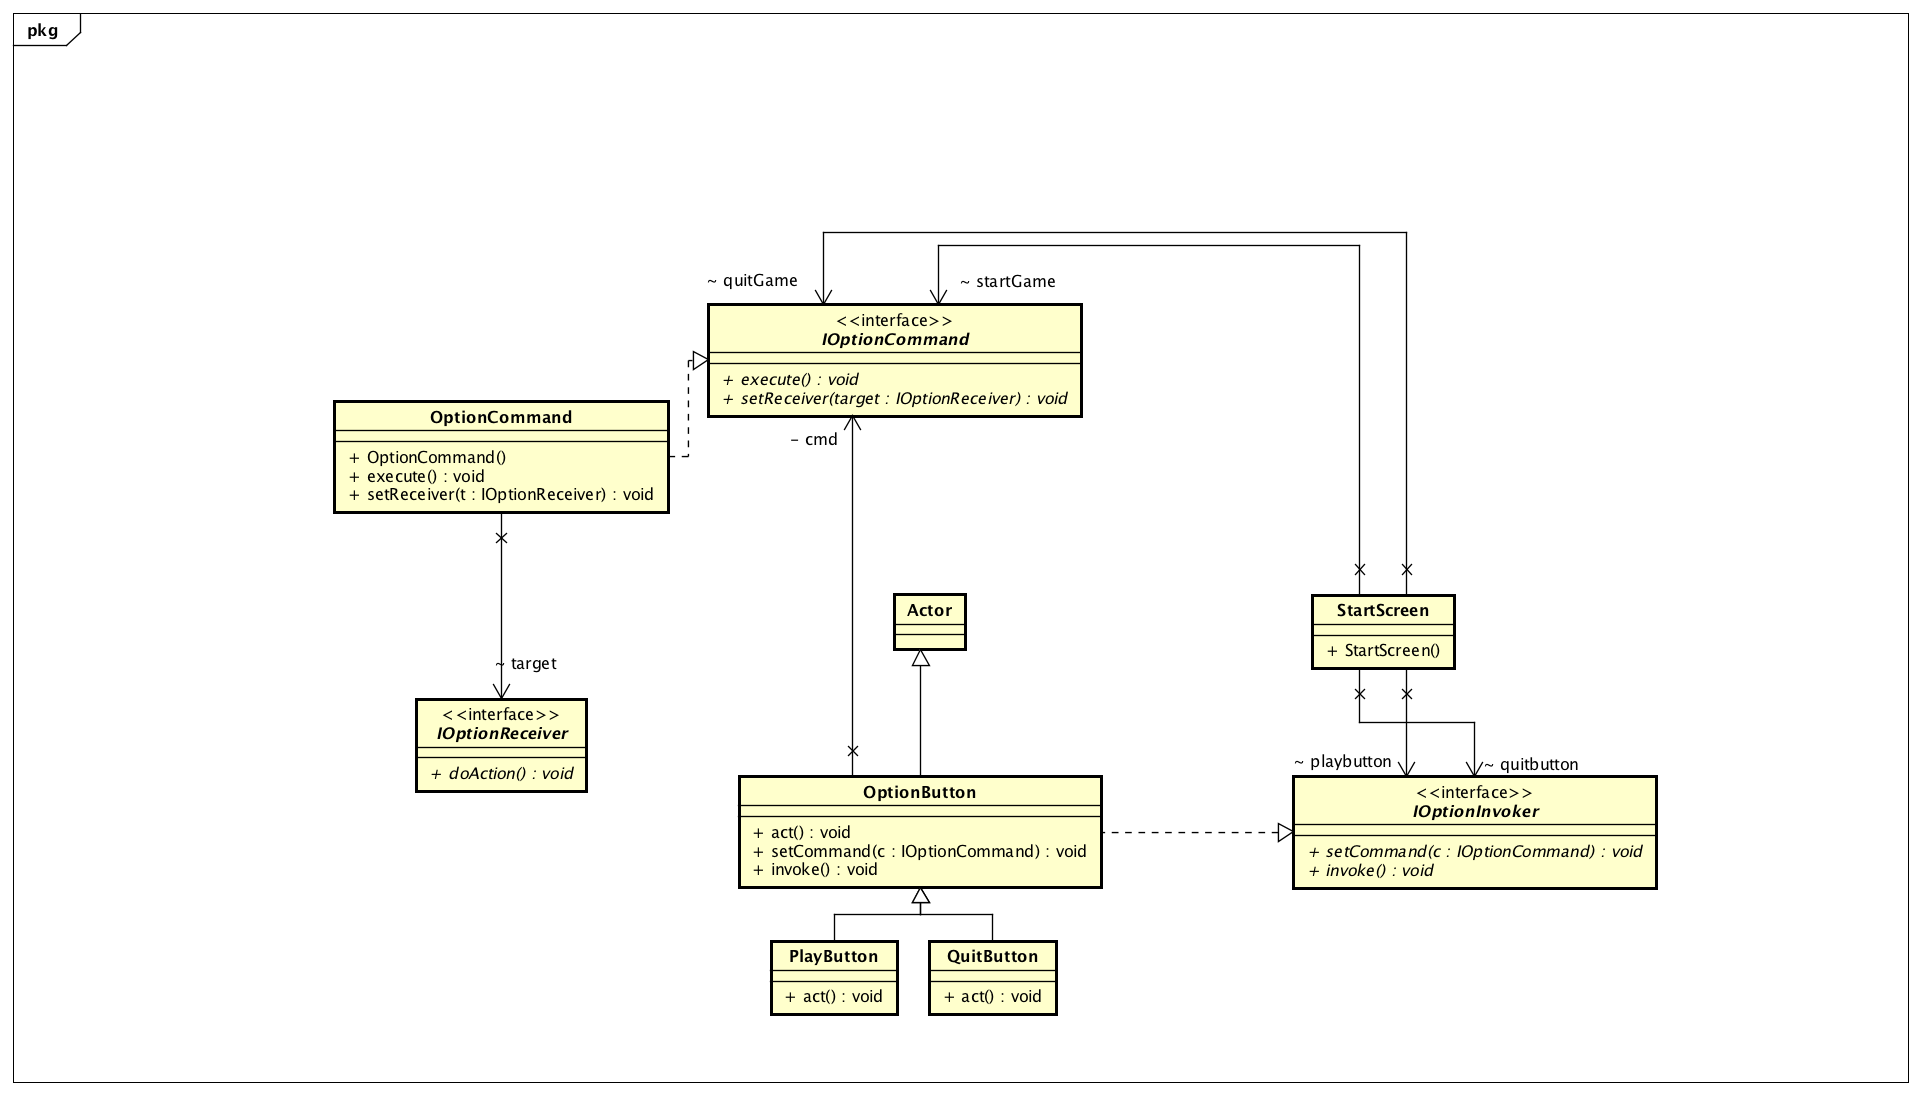 pkg
~ quitGame
~ startGame
<<interface>>
IOptionCommand
+ execute() : void
+ setReceiver(target : IOptionReceiver) : void
OptionCommand
+ OptionCommand()
+ execute() : void
+ setReceiver(t : IOptionReceiver) : void
- cmd
Actor
StartScreen
+ StartScreen()
~ target
<<interface>>
IOptionReceiver
+ doAction() : void
~ playbutton
~ quitbutton
OptionButton
+ act() : void
+ setCommand(c : IOptionCommand) : void
+ invoke() : void
<<interface>>
IOptionInvoker
+ setCommand(c : IOptionCommand) : void
+ invoke() : void
PlayButton
+ act() : void
QuitButton
+ act() : void